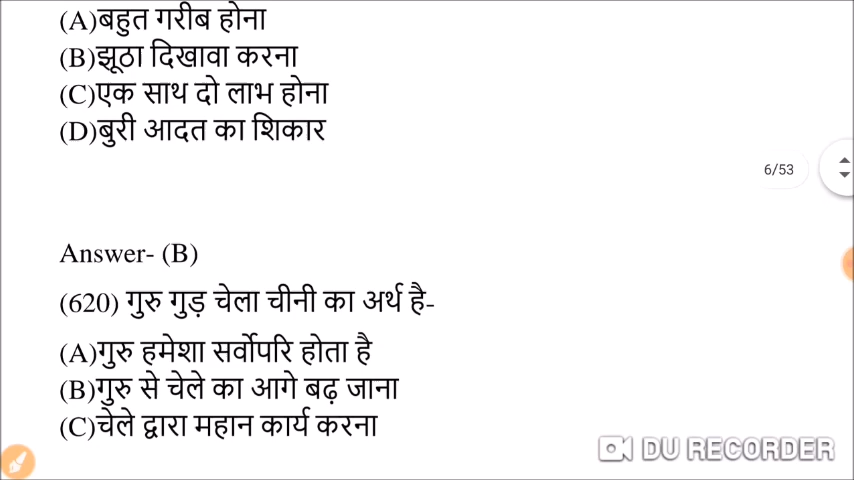 (A)बहुत गरीब होना
(B)झूठा दिखावा करना
(C)एक साथ दो लाभ होना
(D)बुरी आदत का शिकार
6/53
Answer- (B)
(620) गुरु गुड़ चेला चीनी का अर्थ है-
(A)गुरु हमेशा सर्वोपरि होता है
(B)गुरु से चेले का आगे बढ़ जाना
(C)चेले द्वारा महान कार्य करना
DU RECORDER